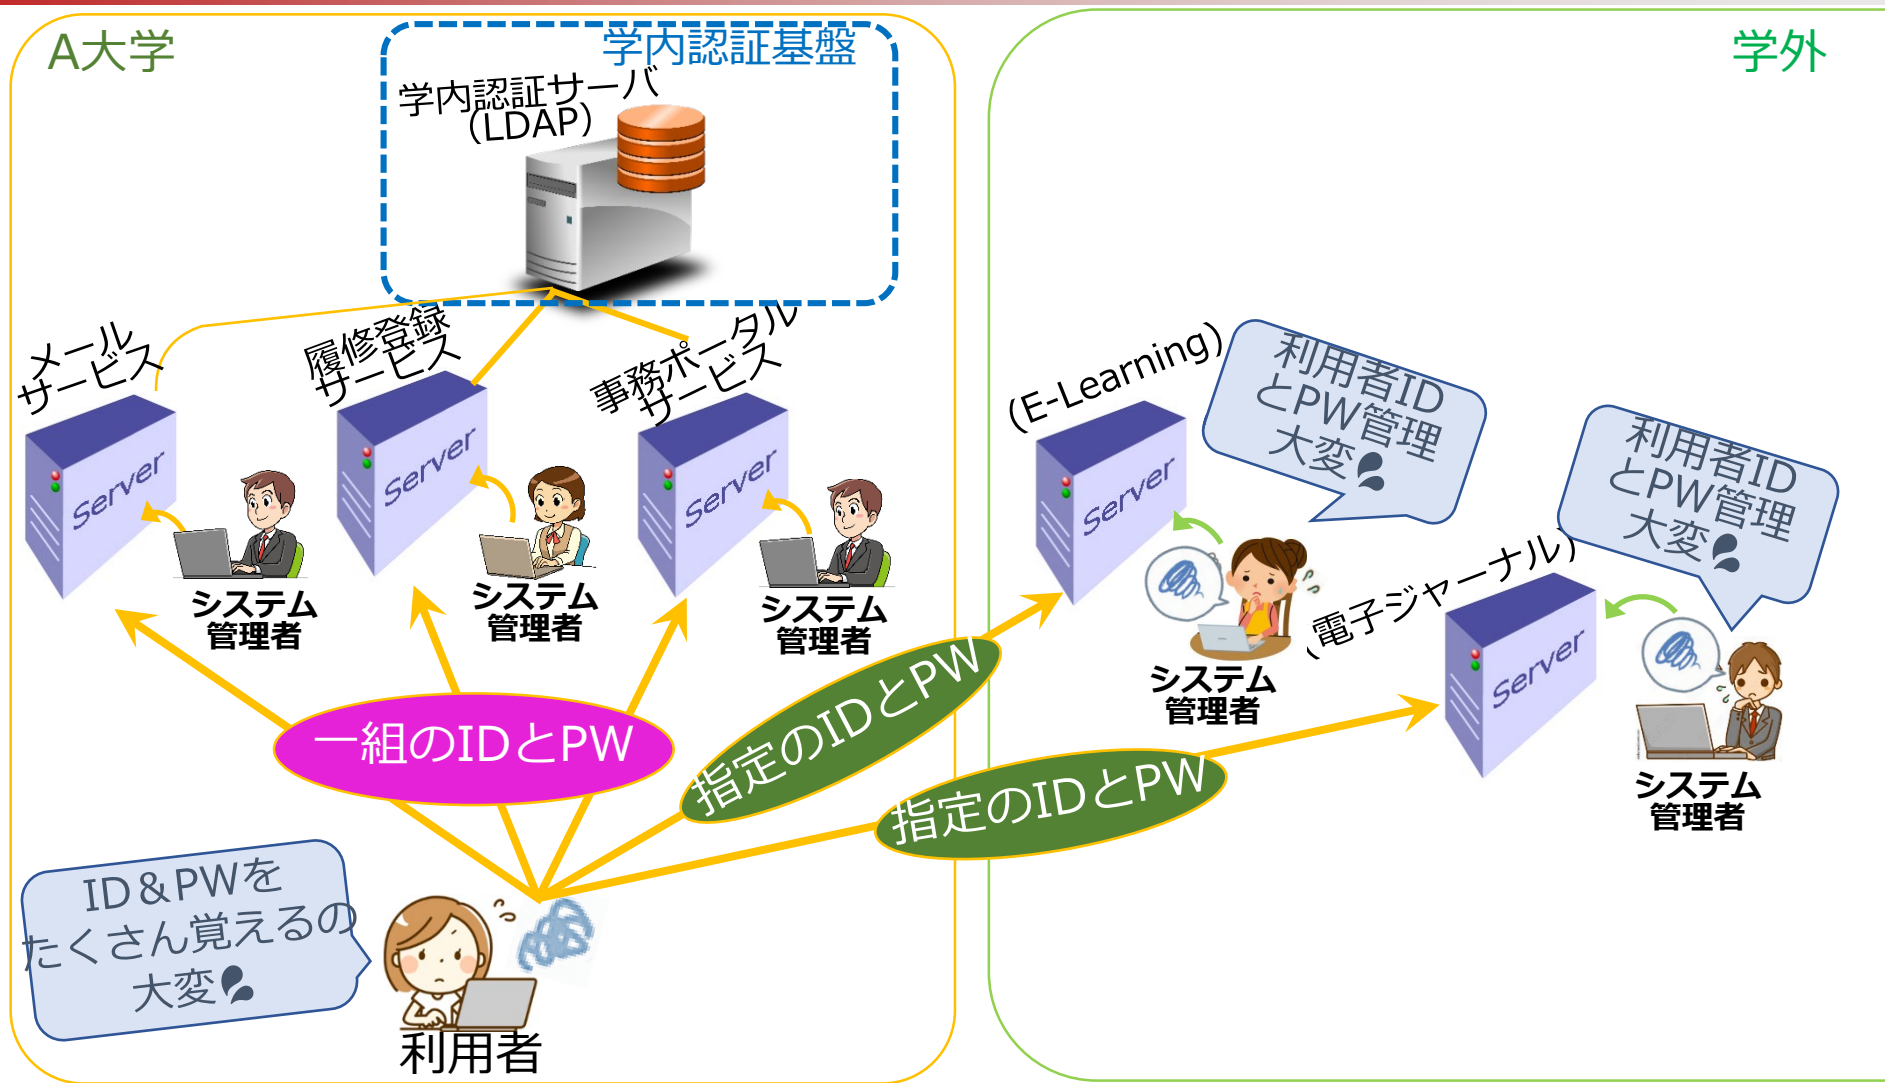 A大学
学内認証基盤
学外
学内認証サーバ
（LDAP）
メール
サービス
履修登録
サービス
事務ポータル
サービス
(E-Learning)
利用者ID
とPW管理
大変
利用者ID
とPW管理
大変
Server
Server
Server
Server
(電子ジャーナル)
Server
システム
管理者
システム
管理者
システム
管理者
システム
管理者
システム
管理者
一組のIDとPW
指定のIDとPW
指定のIDとPW
ID＆PWを
たくさん覚えるの
大変
利用者